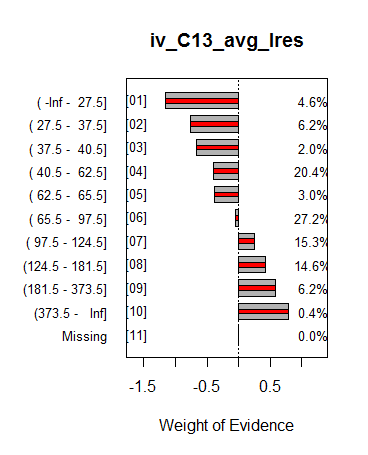 iv_C13_avg_lres
( -Inf - 27.5] [01] 4.6%
( 27.5 - 37.5] [02] 6.2%
( 37.5 - 40.5] [03] 2.0%
( 40.5 - 62.5] [04] 20.4%
( 62.5 - 65.5] [05] 3.0%
( 65.5 - 97.5] [06] 27.2%
( 97.5 - 124.5] [07] 15.3%
(124.5 - 181.5] [08] 14.6%
(181.5 - 373.5] [09] 6.2%
(373.5 - Inf] [10] 0.4%
Missing [11] 0.0%
-1.5 -0.5 0.5
Weight of Evidence